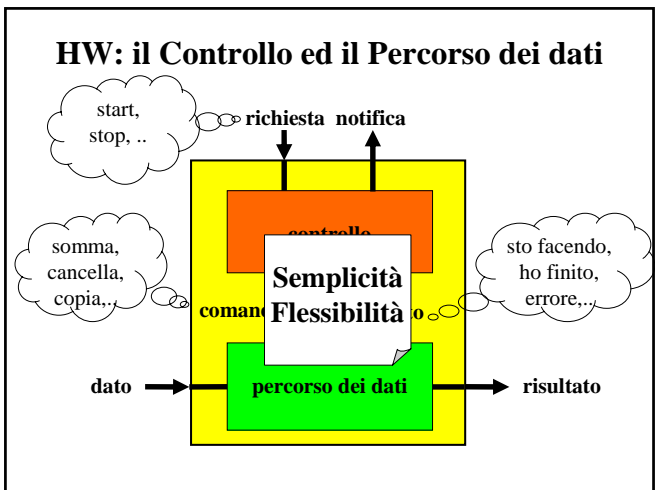 HW: il Controllo ed il Percorso dei dati
start,
stop, ..
richiesta notifica
controllo
somma,
cancella,
copia,..
Semplicità
Flessibilità
sto facendo,
ho finito,
errore,..
dato
percorso dei dati
risultato